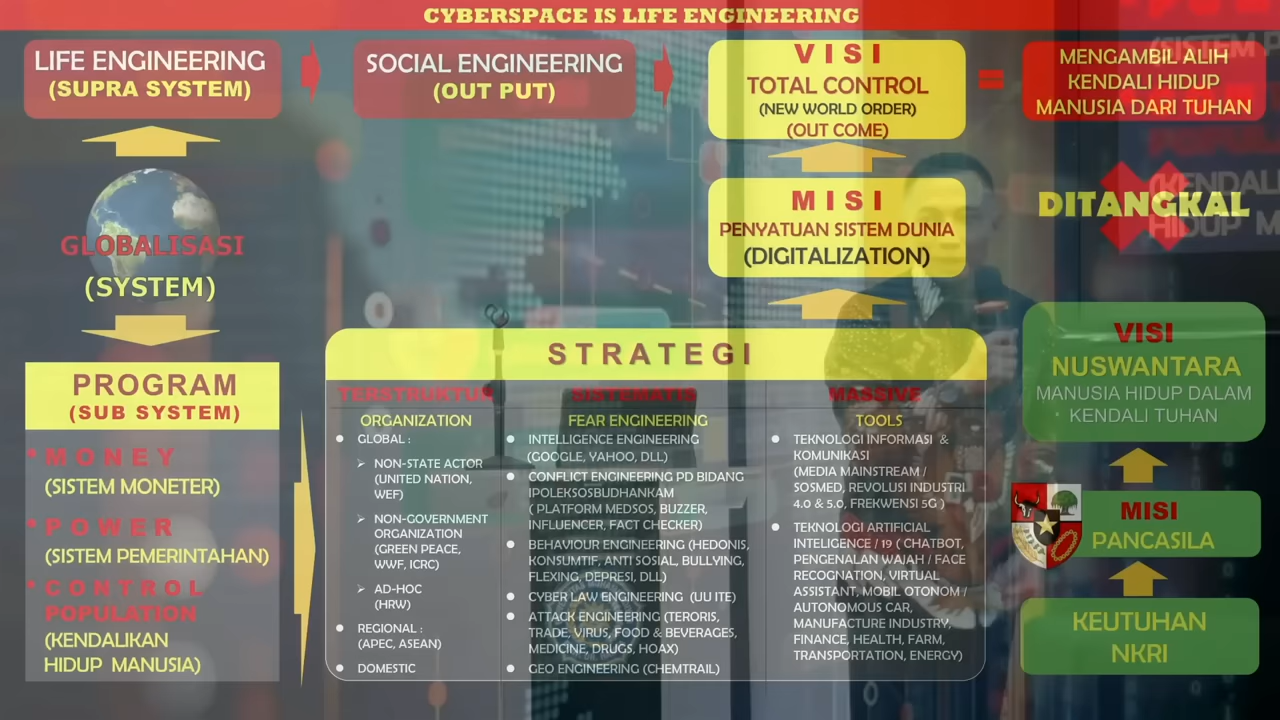 CYBERSPACE IS LIFE ENGINEERING
LIFE ENGINEERING
(SUPRA SYSTEM)
SOCIAL ENGINEERING
(OUT PUT)
VISI
TOTAL CONTROL
(NEW WORLD ORDER)
(OUT COME)
MENGAMBIL ALIH
KENDALI HIDUP
MANUSIA DARI TUHAN
GLOBALISASI
(SYSTEM)
MISI
PENYATUAN SISTEM DUNIA
(DIGITALIZATION)
DITANGKAL
PROGRAM
(SUB SYSTEM)
* MONEY
(SISTEM MONETER)
* POWER
(SISTEM PEMERINTAHAN)
* CONTROL
POPULATION
(KENDALIKAN
HIDUP MANUSIA)
STRATEGI
TERSTRUKTUR
ORGANIZATION
● GLOBAL :
➢ NON-STATE ACTOR
(UNITED NATION,
WEF)
➢ NON-GOVERNMENT
ORGANIZATION
(GREEN PEACE,
WWF, ICRC)
➢ AD-HOC
(HRW)
● REGIONAL :
(APEC, ASEAN)
● DOMESTIC
SISTEMATIS
FEAR ENGINEERING
● INTELLIGENCE ENGINEERING
(GOOGLE, YAHOO, DLL)
● CONFLICT ENGINEERING PD BIDANG
IPOLEKSOSBUDHANKAM
( PLATFORM MEDSOS, BUZZER,
INFLUENCER, FACT CHECKER)
● BEHAVIOUR ENGINEERING (HEDONIS,
KONSUMTIF, ANTI SOSIAL, BULLYING,
FLEXING, DEPRESI, DLL)
● CYBER LAW ENGINEERING (UU ITE)
● ATTACK ENGINEERING (TERORIS,
TRADE, VIRUS, FOOD & BEVERAGES,
MEDICINE, DRUGS, HOAX)
● GEO ENGINEERING (CHEMTRAIL)
MASSIVE
TOOLS
● TEKNOLOGI INFORMASI &
KOMUNIKASI
(MEDIA MAINSTREAM /
SOSMED, REVOLUSI INDUSTRI
4.0 & 5.0, FREKWENSI 5G )
● TEKNOLOGI ARTIFICIAL
INTELIGENCE / 19 ( CHATBOT,
PENGENALAN WAJAH / FACE
RECOGNATION, VIRTUAL
ASSISTANT, MOBIL OTONOM /
AUTONOMOUS CAR,
MANUFACTURE INDUSTRY,
FINANCE, HEALTH, FARM,
TRANSPORTATION, ENERGY)
VISI
NUSWANTARA
MANUSIA HIDUP DALAM
KENDALI TUHAN
MISI
PANCASILA
KEUTUHAN
NKRI